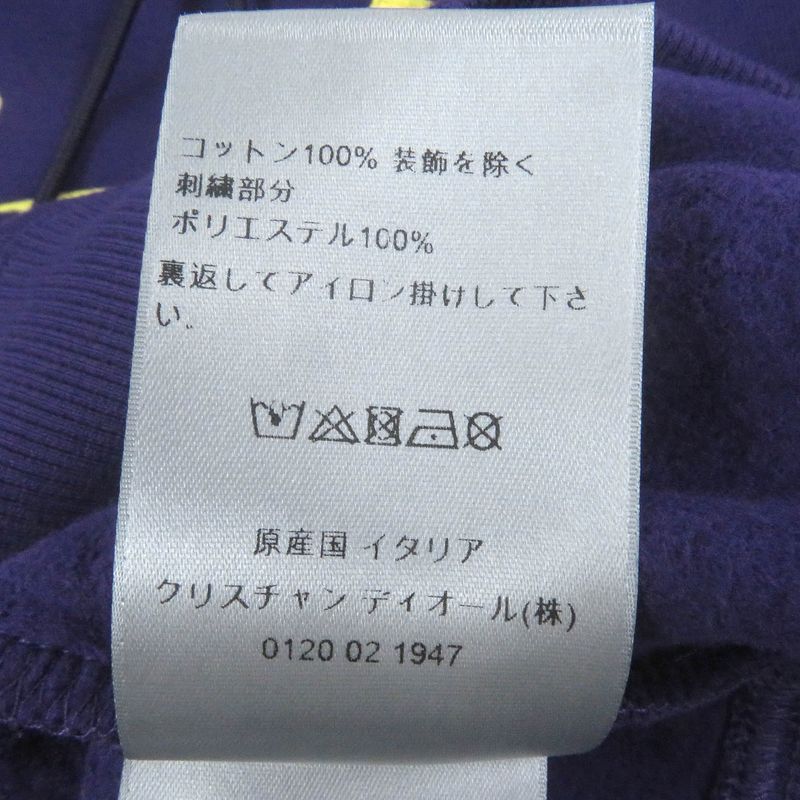 コットン100% 装飾を除く
刺繍部分
ポリエステル100%
裏返してアイロン掛けして下さ
い。
原産国 イタリア
クリスチャン ディオール(株)
0120 02 1947